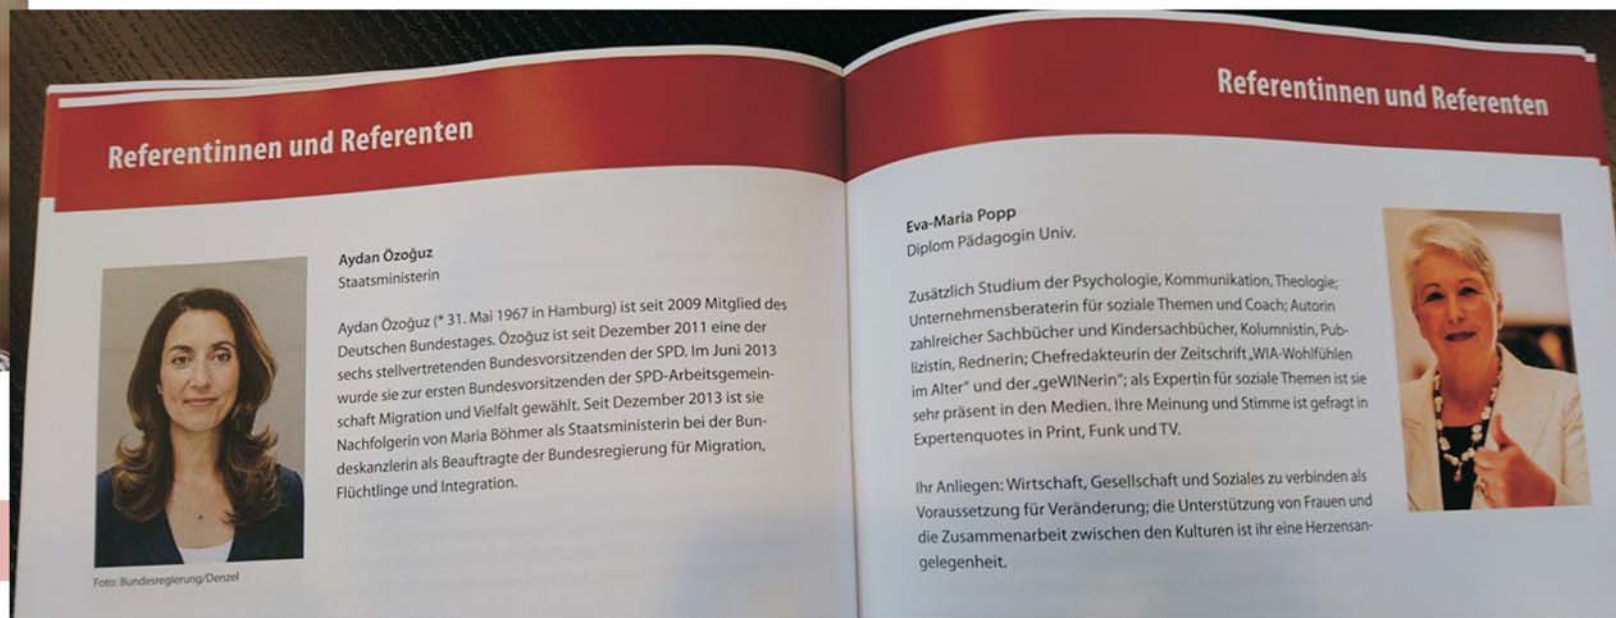 Referentinnen und Referenten
Aydan Özoğuz
Staatsministerin
Aydan Özoğuz (* 31. Mai 1967 in Hamburg) ist seit 2009 Mitglied des
Deutschen Bundestages. Özoğuz ist seit Dezember 2011 eine der
sechs stellvertretenden Bundesvorsitzenden der SPD. Im Juni 2013
wurde sie zur ersten Bundesvorsitzenden der SPD-Arbeitsgemein-
schaft Migration und Vielfalt gewählt. Seit Dezember 2013 ist sie
Nachfolgerin von Maria Böhmer als Staatsministerin bei der Bun-
deskanzlerin als Beauftragte der Bundesregierung für Migration,
Flüchtlinge und Integration.
Foto: Bundesregierung/Denzel
Referentinnen und Referenten
Eva-Maria Popp
Diplom Pädagogin Univ.
Zusätzlich Studium der Psychologie, Kommunikation, Theologie;
Unternehmensberaterin für soziale Themen und Coach; Autorin
zahlreicher Sachbücher und Kindersachbücher, Kolumnistin, Pub-
lizistin, Rednerin; Chefredakteurin der Zeitschrift „WIA-Wohlfühlen
im Alter“ und der „geWINerin“; als Expertin für soziale Themen ist sie
sehr präsent in den Medien. Ihre Meinung und Stimme ist gefragt in
Expertenquotes in Print, Funk und TV.
Ihr Anliegen: Wirtschaft, Gesellschaft und Soziales zu verbinden als
Voraussetzung für Veränderung; die Unterstützung von Frauen und
die Zusammenarbeit zwischen den Kulturen ist ihr eine Herzensan-
gelegenheit.